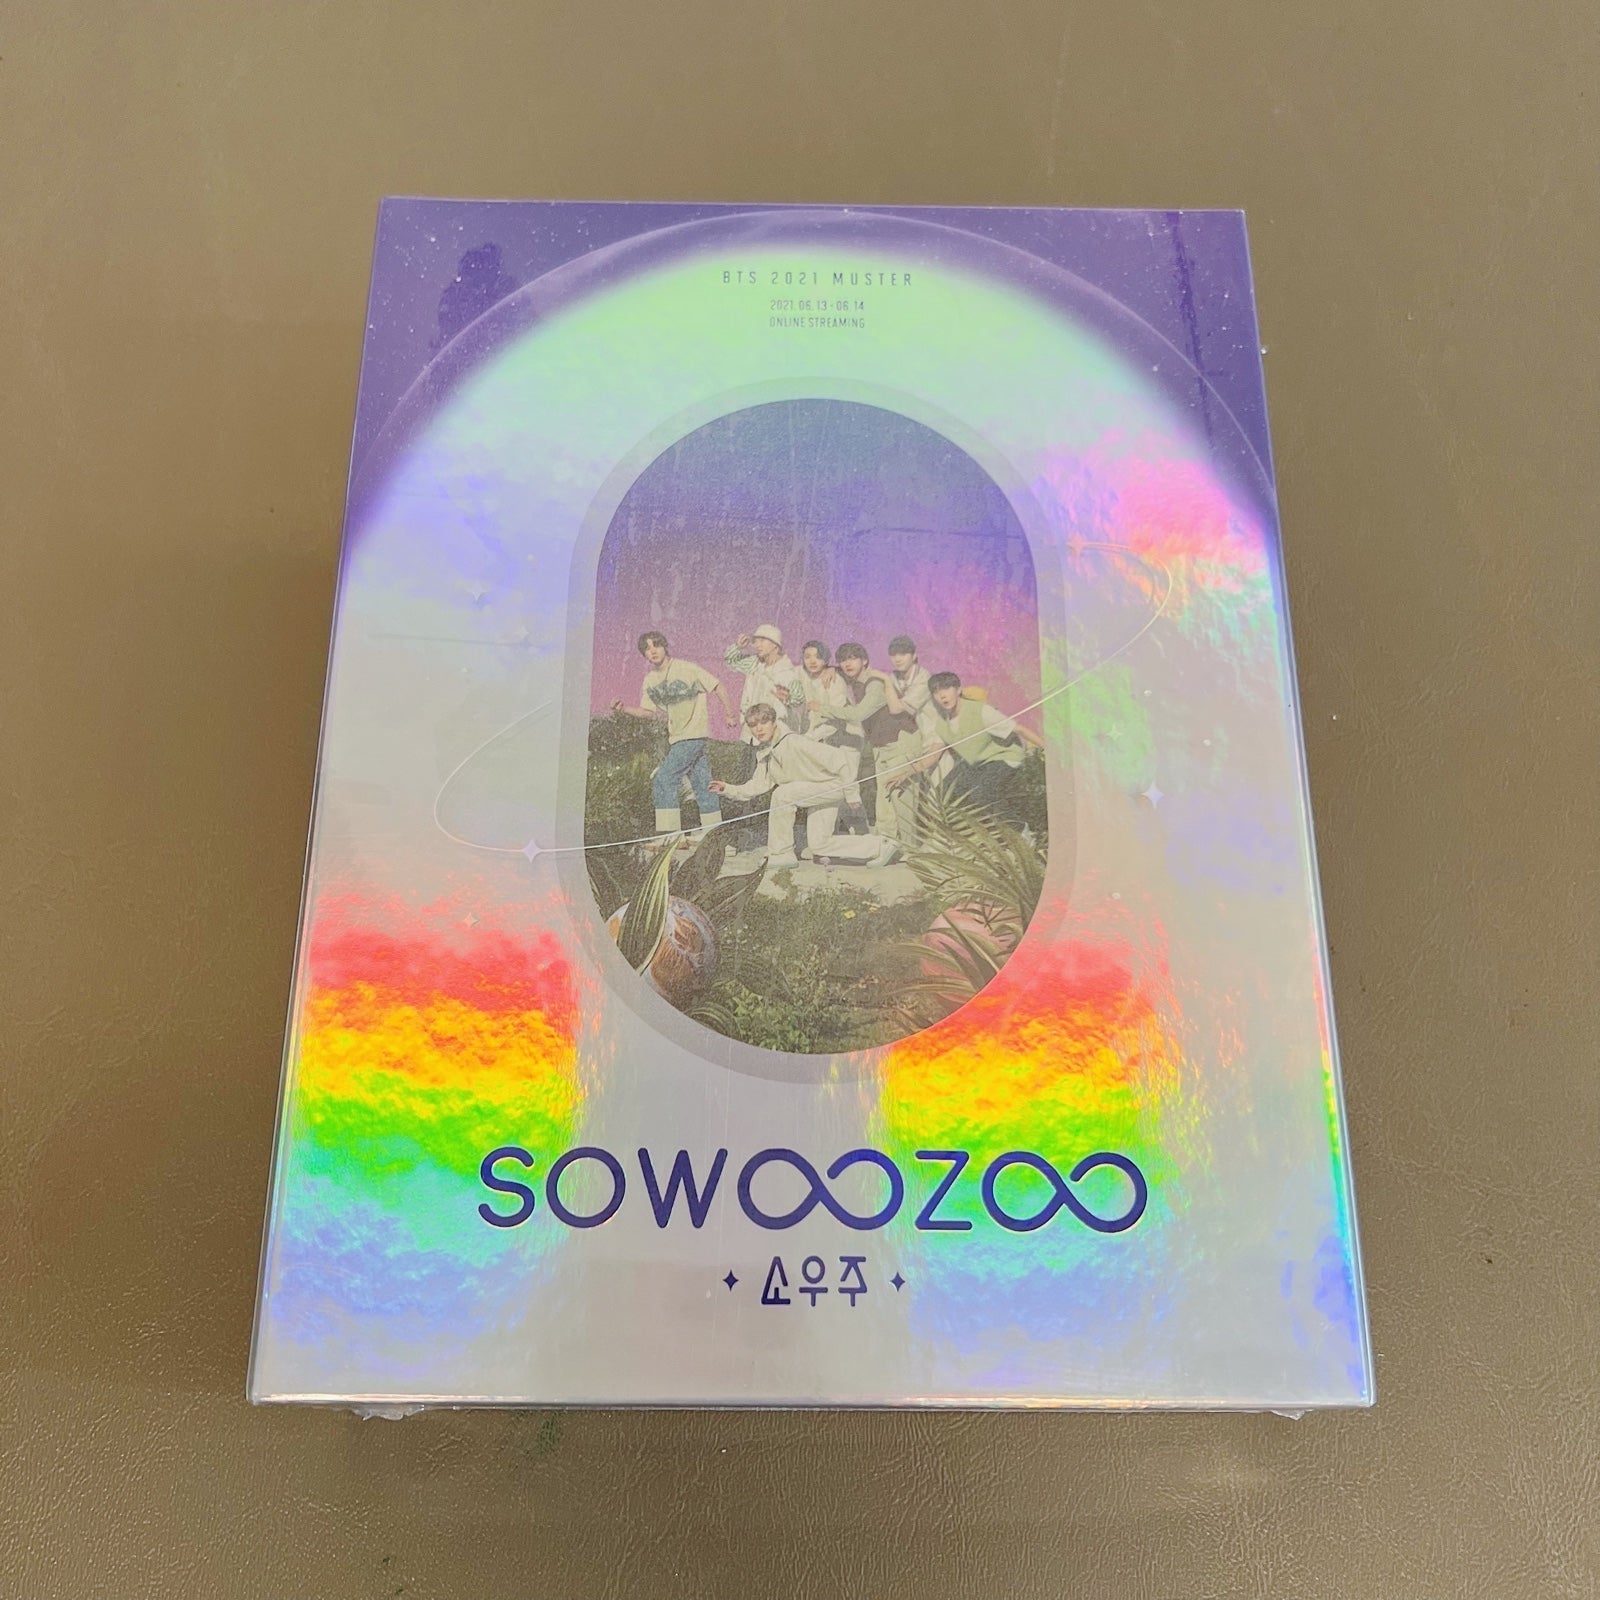 BTS 2021 MUSTER
2021. 06. 13 - 06. 14
ONLINE STREAMING
SOWOOZOO
소우주